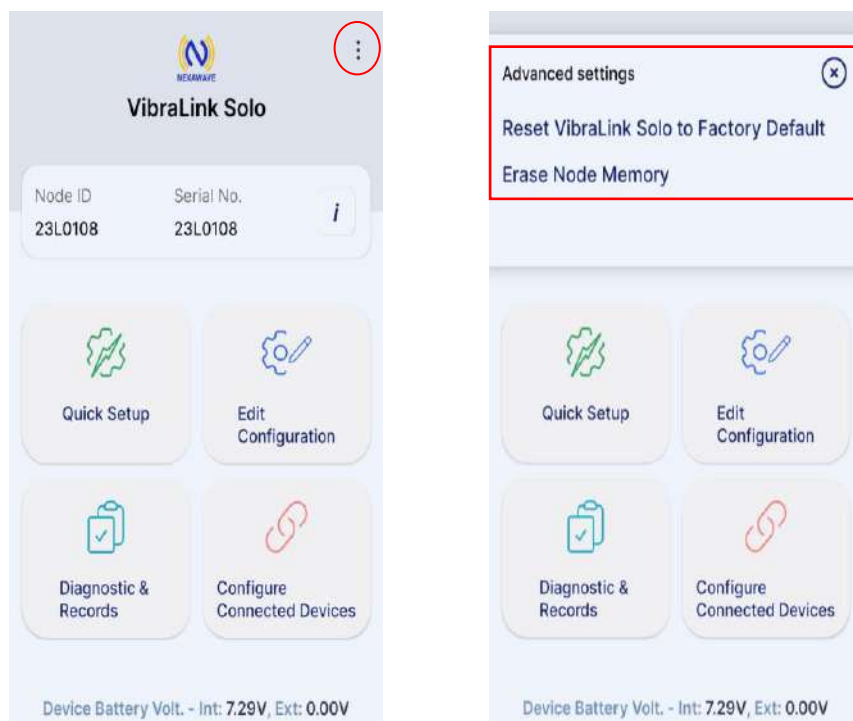 NEXAWAVE
VibraLink Solo
Node ID
Serial No.
23L0108
23L0108
i
Quick Setup
Edit
Configuration
Diagnostic &
Records
Configure
Connected Devices
Device Battery Volt. - Int: 7.29V, Ext: 0.00V
Advanced settings
Reset VibraLink Solo to Factory Default
Erase Node Memory
Quick Setup
Edit
Configuration
Diagnostic &
Records
Configure
Connected Devices
Device Battery Volt. - Int: 7.29V, Ext: 0.00V